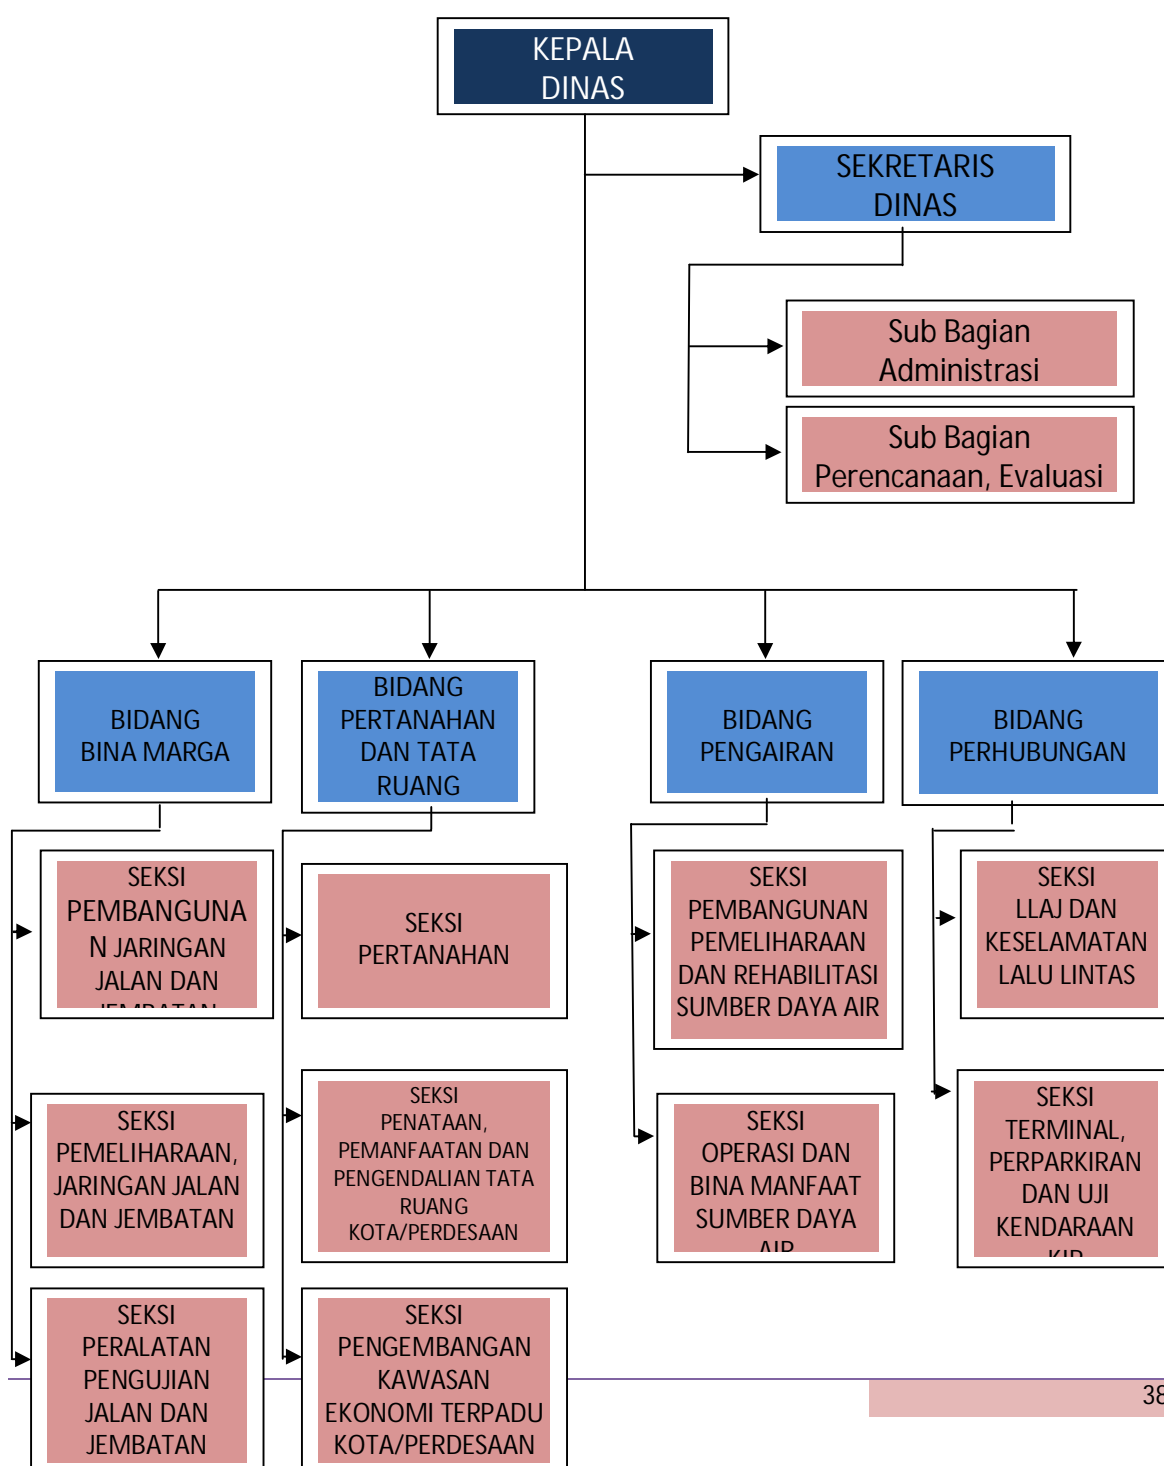 KEPALA
DINAS
SEKRETARIS
DINAS
Sub Bagian
Administrasi
Sub Bagian
Perencanaan, Evaluasi
BIDANG
BINA MARGA
BIDANG
PERTANAHAN
DAN TATA
RUANG
BIDANG
PENGAIRAN
BIDANG
PERHUBUNGAN
SEKSI
PEMBANGUNA
N JARINGAN
JALAN DAN
JEMBATAN
SEKSI
PERTANAHAN
SEKSI
PEMBANGUNAN
PEMELIHARAAN
DAN REHABILITASI
SUMBER DAYA AIR
SEKSI
LLAJ DAN
KESELAMATAN
LALU LINTAS
SEKSI
PEMELIHARAAN,
JARINGAN JALAN
DAN JEMBATAN
SEKSI
PENATAAN,
PEMANFAATAN DAN
PENGENDALIAN TATA
RUANG
KOTA/PERDESAAN
SEKSI
OPERASI DAN
BINA MANFAAT
SUMBER DAYA
AIR
SEKSI
TERMINAL,
PERPARKIRAN
DAN UJI
KENDARAAN
KIR
SEKSI
PERALATAN
PENGUJIAN
JALAN DAN
JEMBATAN
SEKSI
PENGEMBANGAN
KAWASAN
EKONOMI TERPADU
KOTA/PERDESAAN
38